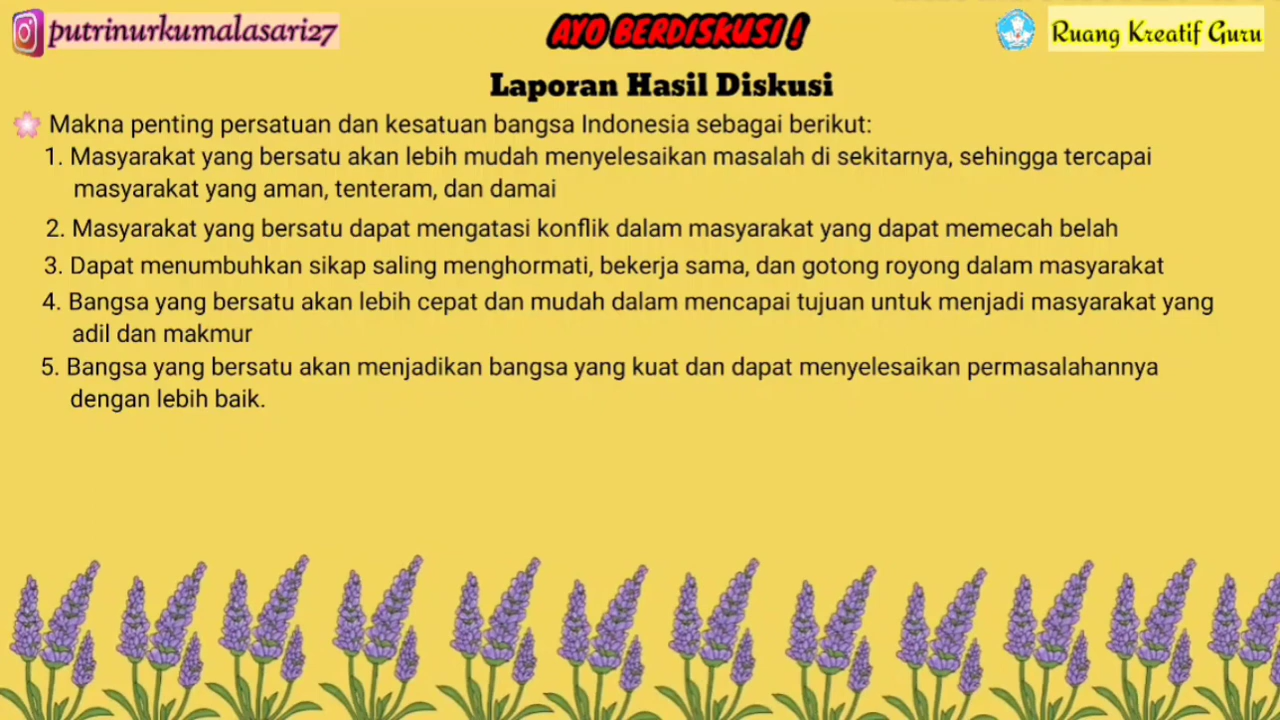 putrinurkumalasari27
AYO BERDISKUSI !
Ruang Kreatif Guru
Laporan Hasil Diskusi
Makna penting persatuan dan kesatuan bangsa Indonesia sebagai berikut:
1. Masyarakat yang bersatu akan lebih mudah menyelesaikan masalah di sekitarnya, sehingga tercapai
masyarakat yang aman, tenteram, dan damai
2. Masyarakat yang bersatu dapat mengatasi konflik dalam masyarakat yang dapat memecah belah
3. Dapat menumbuhkan sikap saling menghormati, bekerja sama, dan gotong royong dalam masyarakat
4. Bangsa yang bersatu akan lebih cepat dan mudah dalam mencapai tujuan untuk menjadi masyarakat yang
adil dan makmur
5. Bangsa yang bersatu akan menjadikan bangsa yang kuat dan dapat menyelesaikan permasalahannya
dengan lebih baik.